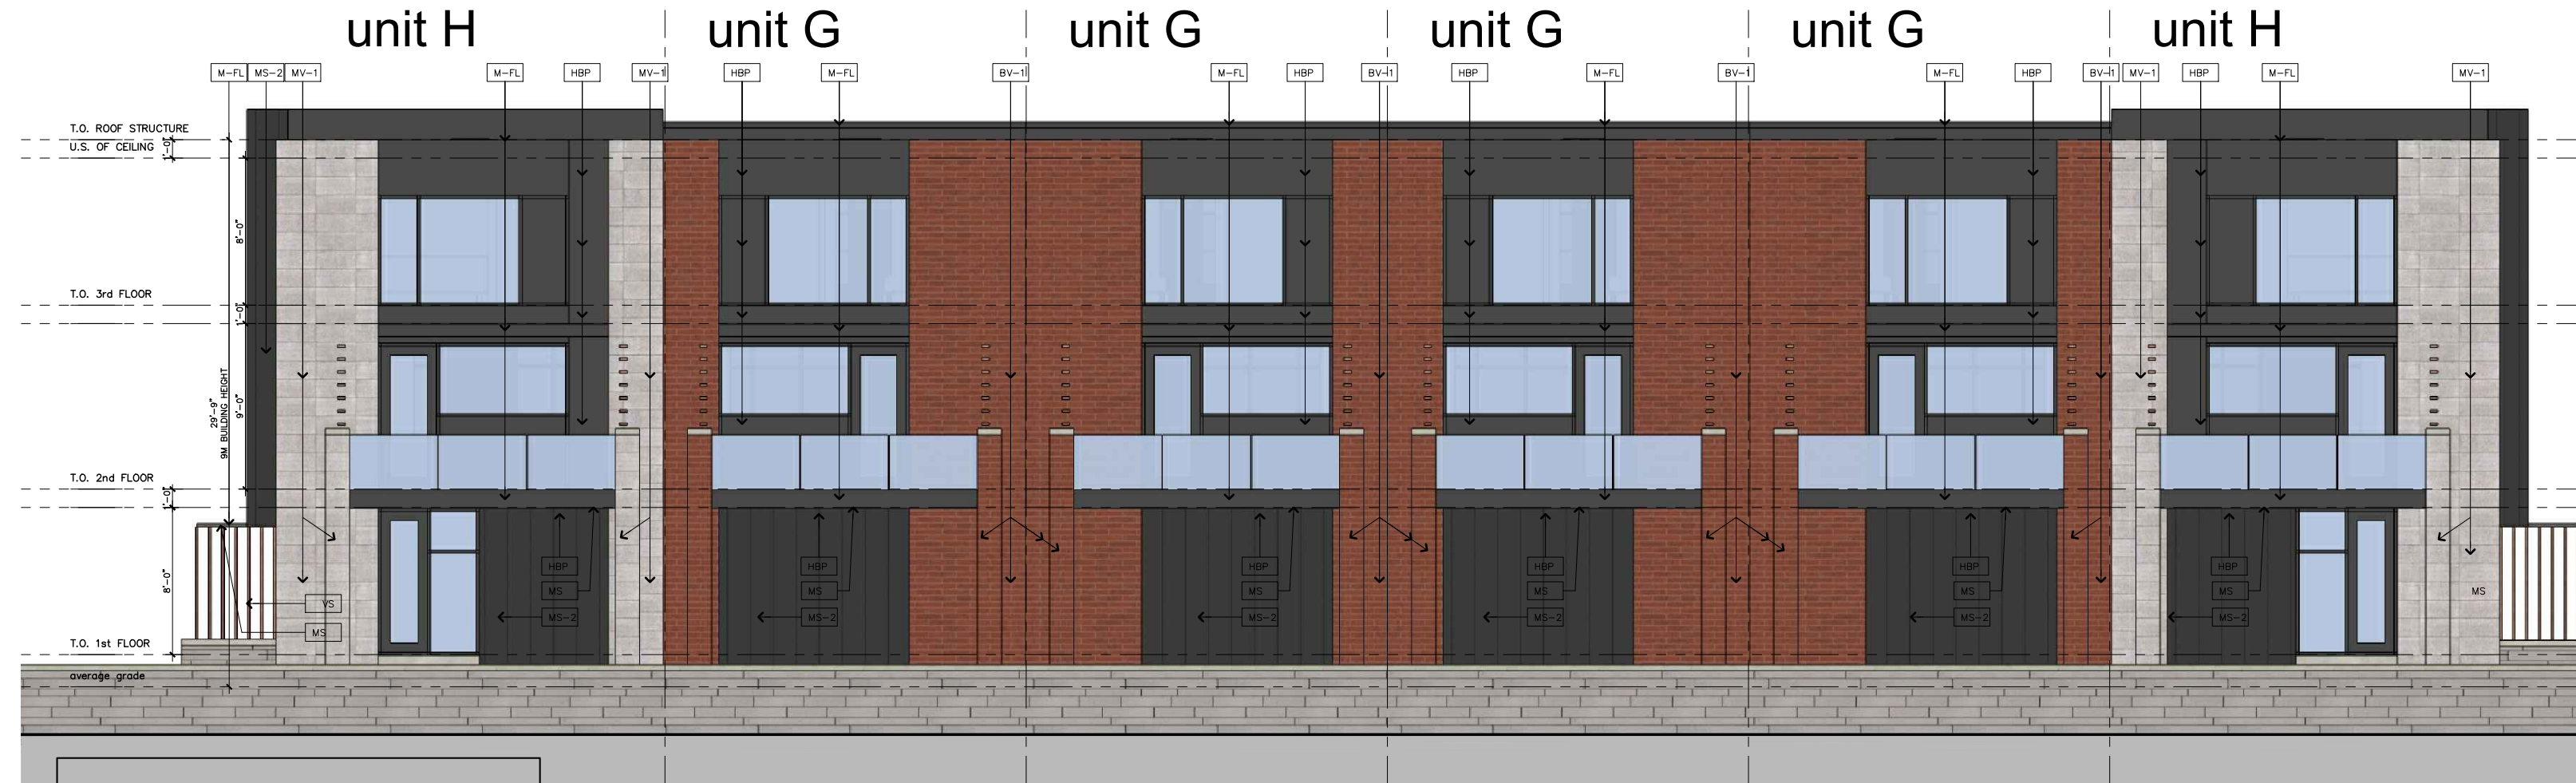 unit H unit G unit G unit G unit G unit H
M-FL MS-2 MV-1 M-FL HBP MV-1 HBP M-FL BV-1 M-FL HBP BV-1 HBP M-FL BV-1 M-FL HBP BV-1 MV-1 HBP M-FL MV-1
T.O. ROOF STRUCTURE
1'-0"
U.S. OF CEILING
8'-0"
T.O. 3rd FLOOR
1'-0"
29'-9"
9M BUILDING HEIGHT
9'-0"
T.O. 2nd FLOOR
1'-0"
8'-0"
HBP HBP HBP HBP HBP HBP
MS MS MS MS MS MS MS
VS MS-2 MS-2 MS-2 MS-2 MS-2 MS-2
MS
T.O. 1st FLOOR
average grade